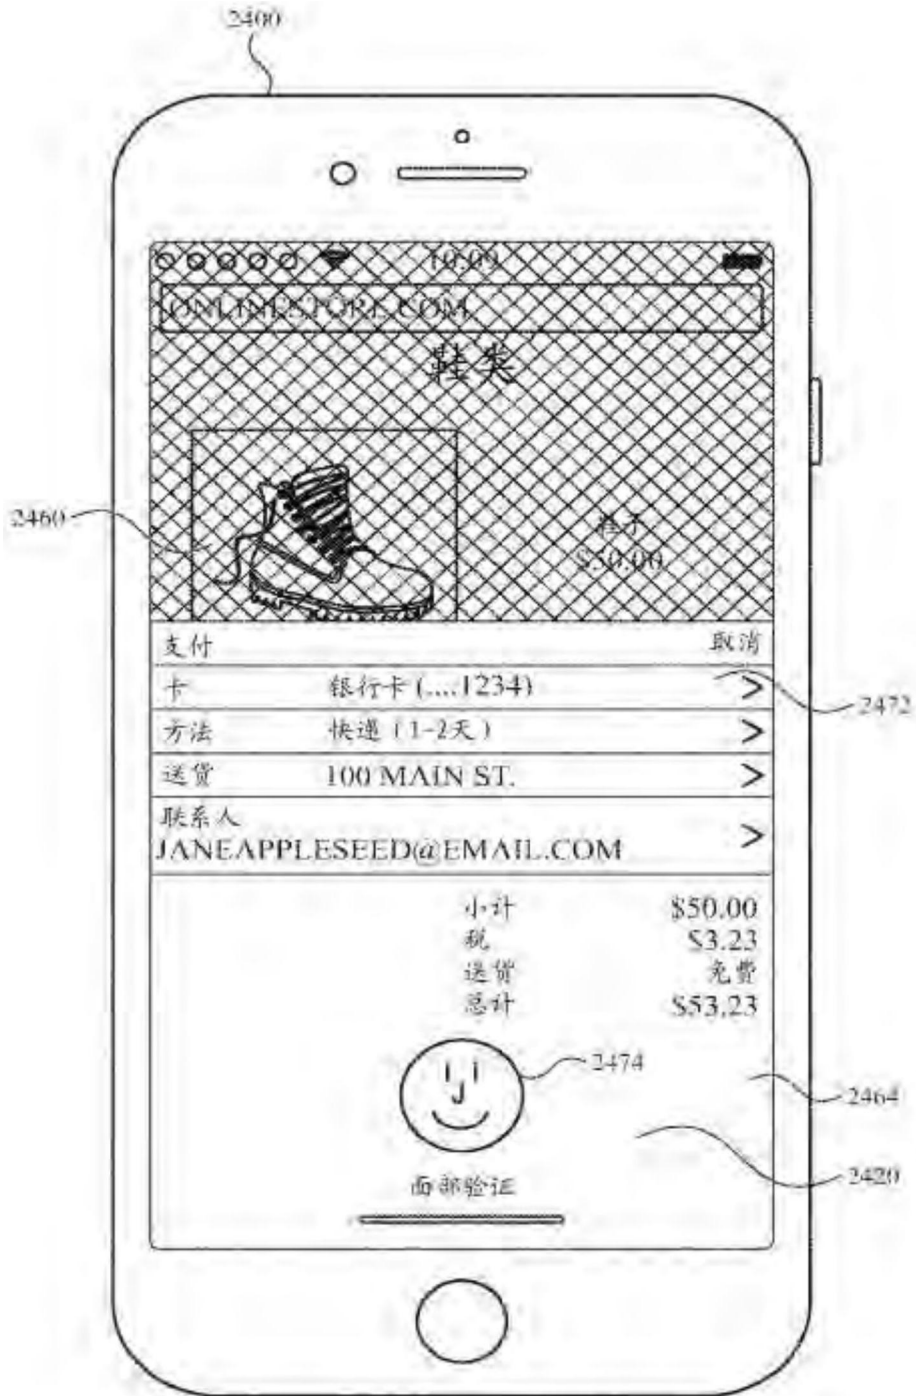 2400
10:09
ONLINESTORE.COM
鞋类
2460
鞋子
$50.00
支付 取消
卡 银行卡 (....1234) >
2472
方法 快递 (1-2天) >
送货 100 MAIN ST. >
联系人
JANEAPPLESEED@EMAIL.COM >
小计 $50.00
税 $3.23
送货 免费
总计 $53.23
2474
2464
2420
面部验证